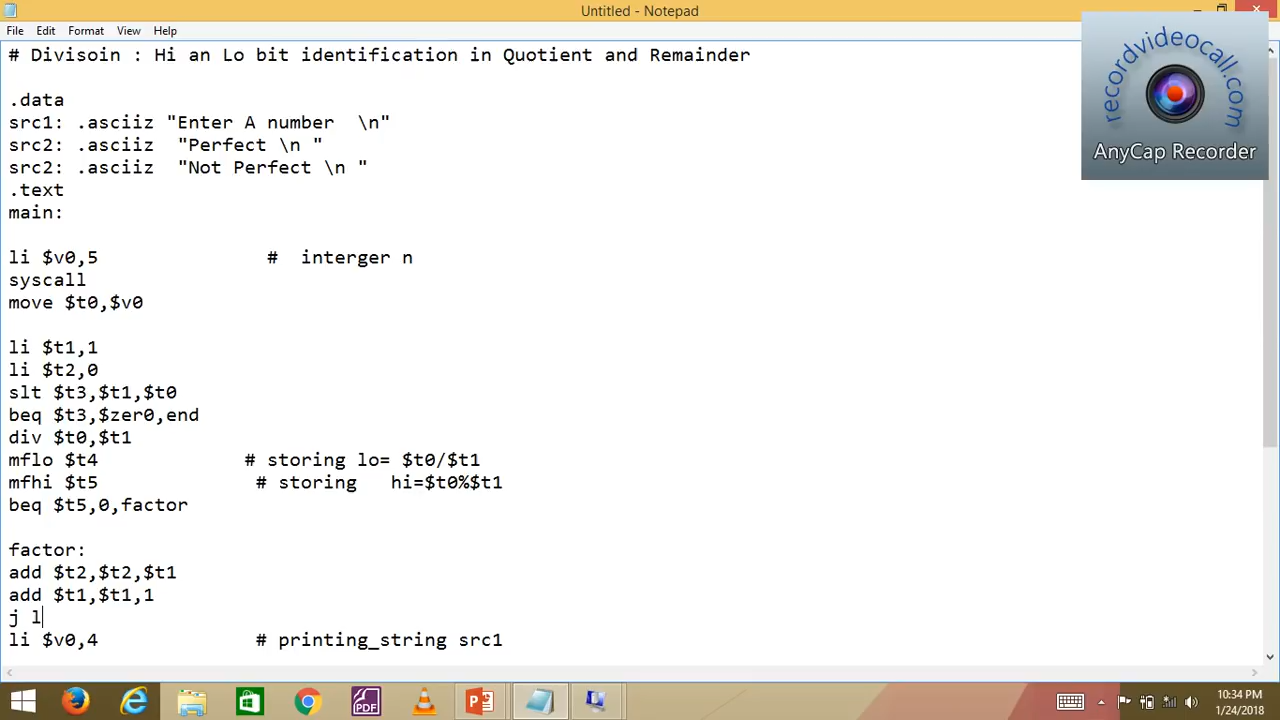 Untitled - Notepad
File Edit Format View Help
# Divisoin : Hi an Lo bit identification in Quotient and Remainder
.data
src1: .asciiz "Enter A number  \n"
src2: .asciiz  "Perfect \n "
src2: .asciiz  "Not Perfect \n "
.text
main:
li $v0,5               #  interger n
syscall
move $t0,$v0
li $t1,1
li $t2,0
slt $t3,$t1,$t0
beq $t3,$zer0,end
div $t0,$t1
mflo $t4             # storing lo= $t0/$t1
mfhi $t5              # storing   hi=$t0%$t1
beq $t5,0,factor
factor:
add $t2,$t2,$t1
add $t1,$t1,1
j l
li $v0,4              # printing_string src1
recordvideocall.com
AnyCap Recorder
PDF
10:34 PM
1/24/2018